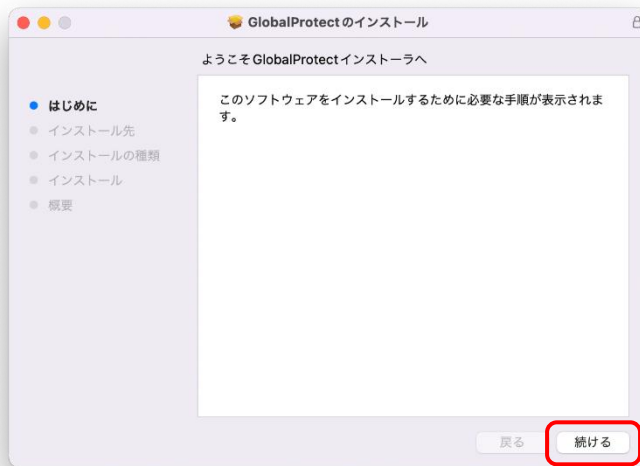 GlobalProtectのインストール
ようこそGlobalProtectインストーラへ
はじめに
インストール先
インストールの種類
インストール
概要
このソフトウェアをインストールするために必要な手順が表示されま
す。
戻る
続ける